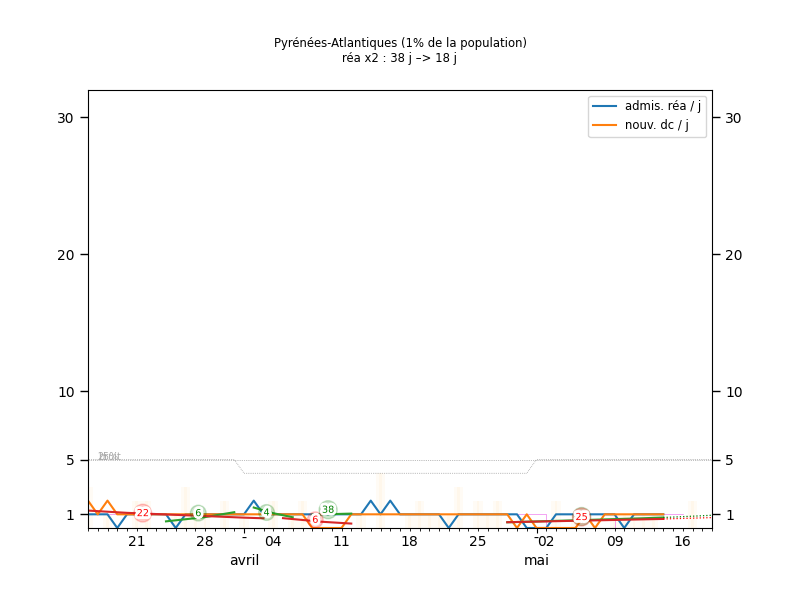 Pyrénées-Atlantiques (1% de la population)
réa x2 : 38 j –> 18 j
admis. réa / j
nouv. dc / j
30 30
20 20
10 10
5 5
1 1
22 6 4 6 38 25
21 28 - 04 11 18 25 - 02 09 16
avril mai